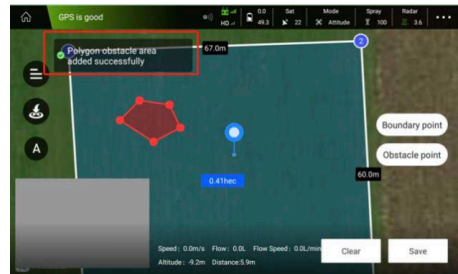 GPS is good
HD
49.3
0.0
Sat
22
Mode
Attitude
Spray
100
Radar
3.6
Polygon obstacle area
added successfully
67.0m
2
A
Boundary point
Obstacle point
0.41hec
60.0m
Speed: 0.0m/s Flow: 0.0L Flow Speed: 0.0L/min
Altitude: -9.2m Distance:5.9m
Clear
Save